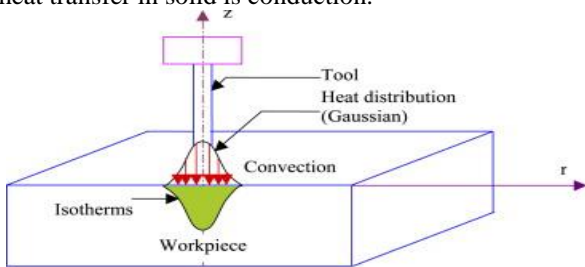 heat transfer in solid is conduction.
z
Tool
Heat distribution
(Gaussian)
Convection
r
Isotherms
Workpiece